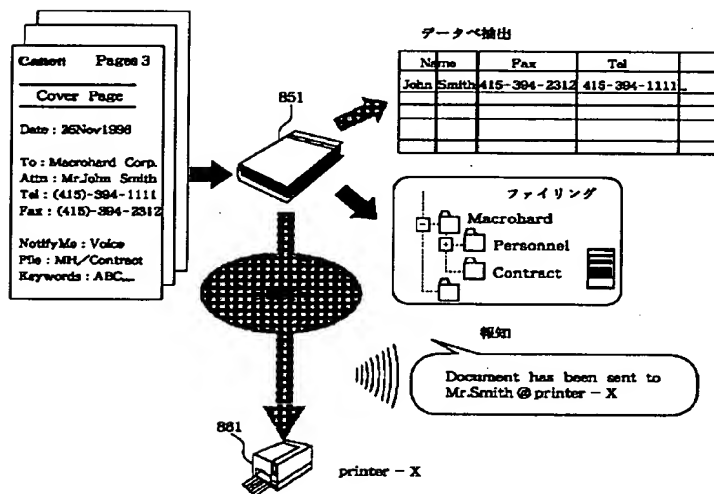 Canon Pages 3
Cover Page
Date : 26Nov1996
To : Macrohard Corp.
Attn : Mr.John Smith
Tel : (415)-394-1111
Fax : (415)-394-2312
NotifyMe : Voice
File : MH/Contract
Keywords : ABC....
851
データベ抽出
Name Fax Tel
John Smith 415-394-2312 415-394-1111...
ファイリング
Macrohard
Personnel
Contract
報知
Document has been sent to
Mr.Smith @ printer - X
881
printer - X